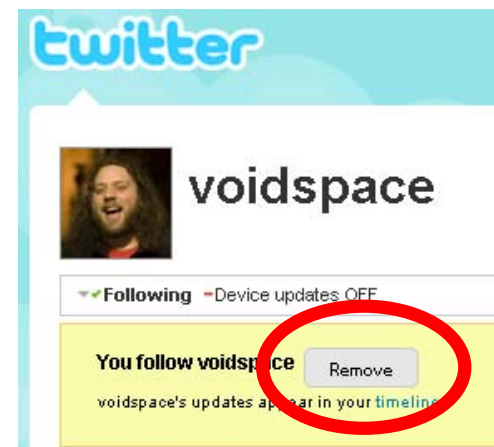 twitter
voidspace
Following -Device updates OFF
You follow voidspace Remove
voidspace's updates appear in your timeline